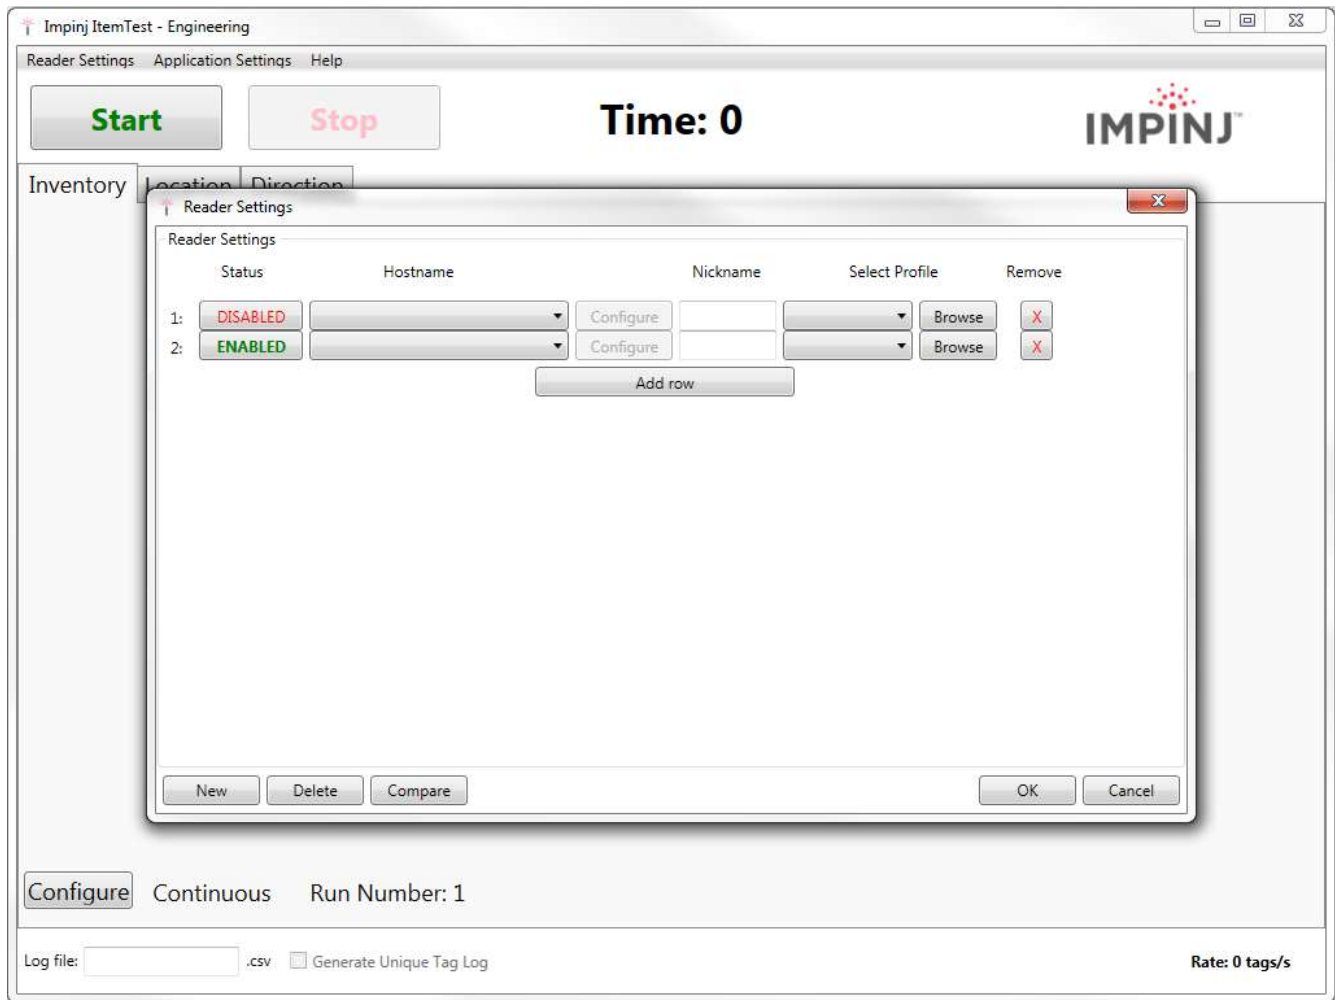 Impinj ItemTest - Engineering
Reader Settings Application Settings Help
Start Stop Time: 0 IMPINJ™
Inventory Location Direction
Reader Settings
Reader Settings
Status Hostname Nickname Select Profile Remove
1: DISABLED Configure Browse X
2: ENABLED Configure Browse X
Add row
New Delete Compare OK Cancel
Configure Continuous Run Number: 1
Log file: .csv Generate Unique Tag Log Rate: 0 tags/s